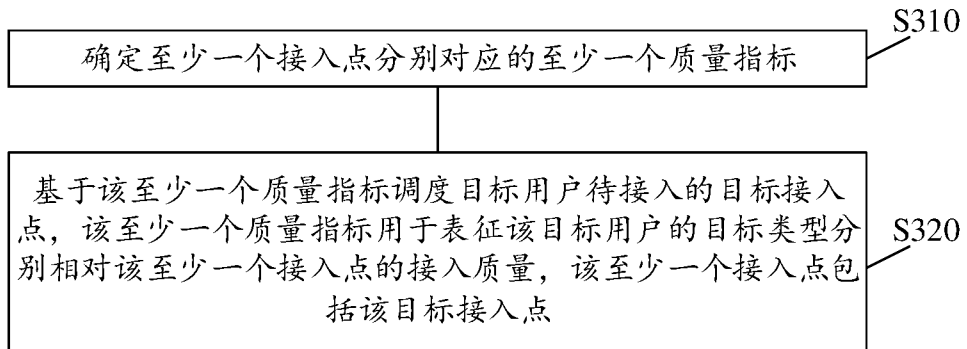 S310
确定至少一个接入点分别对应的至少一个质量指标
基于该至少一个质量指标调度目标用户待接入的目标接入
点，该至少一个质量指标用于表征该目标用户的目标类型分
别相对该至少一个接入点的接入质量，该至少一个接入点包
括该目标接入点
S320